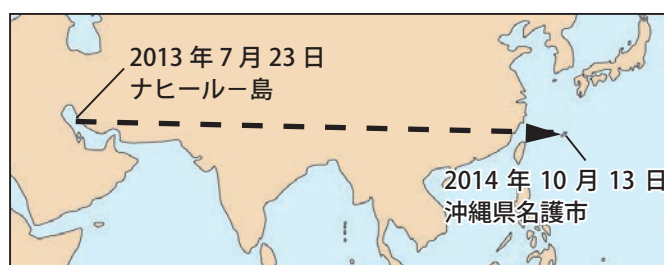 2013 年 7 月 23 日
ナヒール－島
2014 年 10 月 13 日
沖縄県名護市